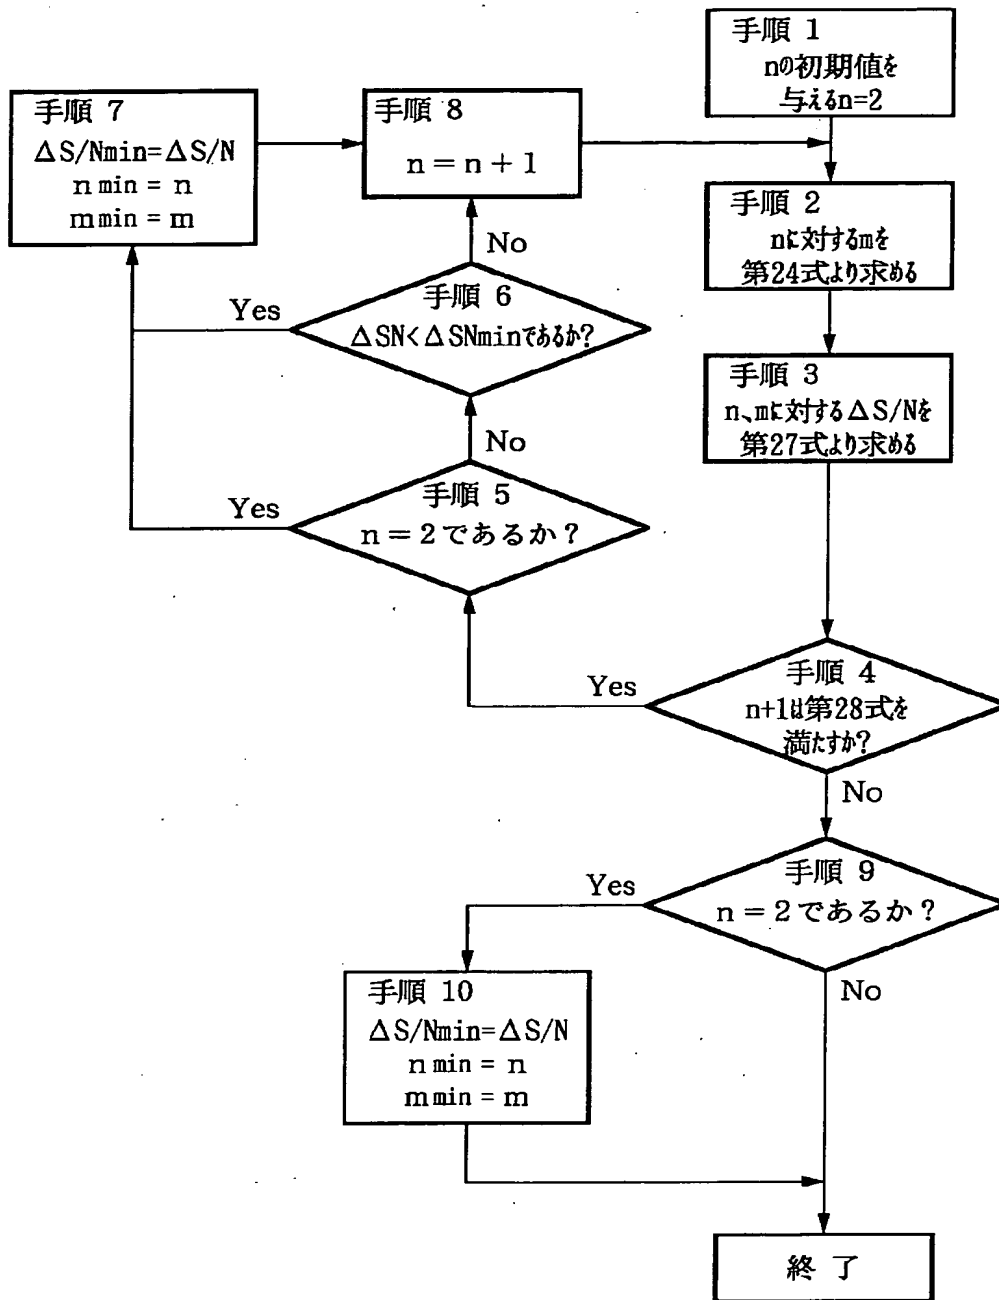 手順 1
nの初期値を
与えるn=2
手順 7
ΔS/Nmin=ΔS/N
n min = n
m min = m
手順 8
n = n + 1
手順 2
nに対するmを
第24式より求める
No
手順 6
ΔSN<ΔSNminであるか?
Yes
手順 3
n、mに対するΔS/Nを
第27式より求める
No
手順 5
n = 2 であるか?
Yes
手順 4
n+1は第28式を
満たすか?
Yes
No
手順 9
n = 2 であるか?
Yes
No
手順 10
ΔS/Nmin=ΔS/N
n min = n
m min = m
終 了